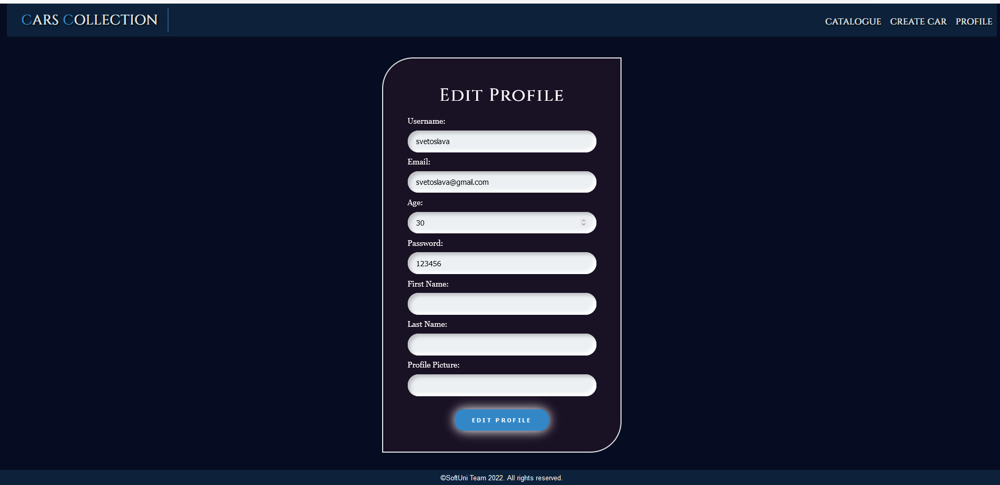 CARS COLLECTION
CATALOGUE CREATE CAR PROFILE
EDIT PROFILE
Username:
svetoslava
Email:
svetoslava@gmail.com
Age:
30
Password:
123456
First Name:
Last Name:
Profile Picture:
EDIT PROFILE
©SoftUni Team 2022. All rights reserved.